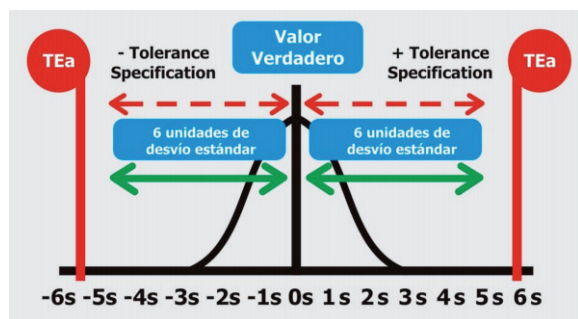 TEa
- Tolerance
Specification
Valor
Verdadero
+ Tolerance
Specification
TEa
6 unidades de
desvío estándar
6 unidades de
desvío estándar
-6s -5s -4s -3s -2s -1s 0s 1s 2s 3s 4s 5s 6s